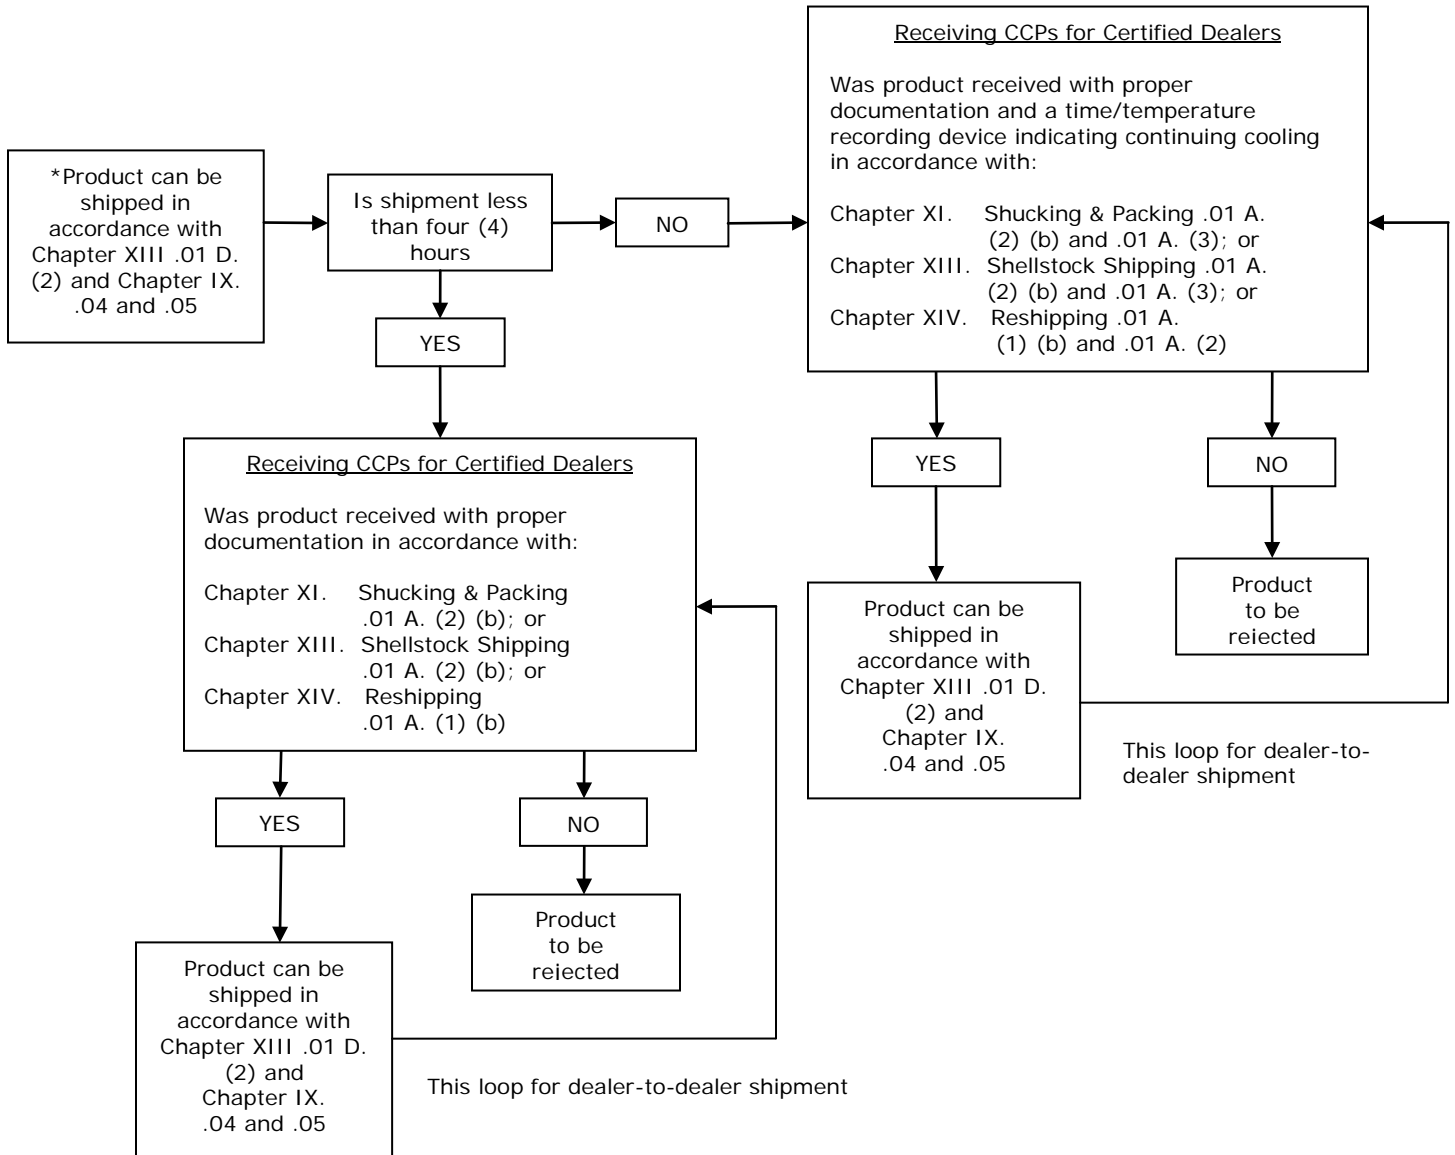 *Product can be
shipped in
accordance with
Chapter XIII .01 D.
(2) and Chapter IX.
.04 and .05
Is shipment less
than four (4)
hours
NO
YES
Receiving CCPs for Certified Dealers
Was product received with proper
documentation and a time/temperature
recording device indicating continuing cooling
in accordance with:
Chapter XI. Shucking & Packing .01 A.
(2) (b) and .01 A. (3); or
Chapter XIII. Shellstock Shipping .01 A.
(2) (b) and .01 A. (3); or
Chapter XIV. Reshipping .01 A.
(1) (b) and .01 A. (2)
YES
NO
Product can be
shipped in
accordance with
Chapter XIII .01 D.
(2) and
Chapter IX.
.04 and .05
Product
to be
rejected
This loop for dealer-to-
dealer shipment
Receiving CCPs for Certified Dealers
Was product received with proper
documentation in accordance with:
Chapter XI. Shucking & Packing
.01 A. (2) (b); or
Chapter XIII. Shellstock Shipping
.01 A. (2) (b); or
Chapter XIV. Reshipping
.01 A. (1) (b)
YES
NO
Product can be
shipped in
accordance with
Chapter XIII .01 D.
(2) and
Chapter IX.
.04 and .05
Product
to be
rejected
This loop for dealer-to-dealer shipment